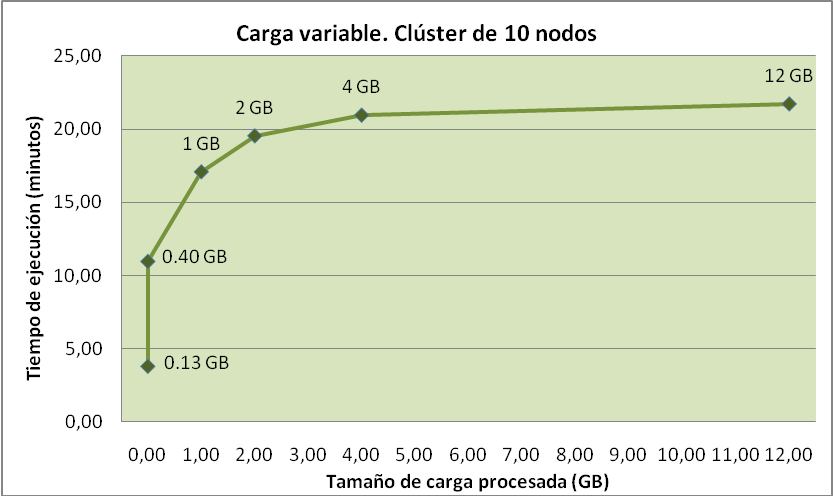 Carga variable. Clúster de 10 nodos
Tiempo de ejecución (minutos)
25,00
20,00
15,00
10,00
5,00
0,00
12 GB
4 GB
2 GB
1 GB
0.40 GB
0.13 GB
0,00 1,00 2,00 3,00 4,00 5,00 6,00 7,00 8,00 9,00 10,00 11,00 12,00
Tamaño de carga procesada (GB)